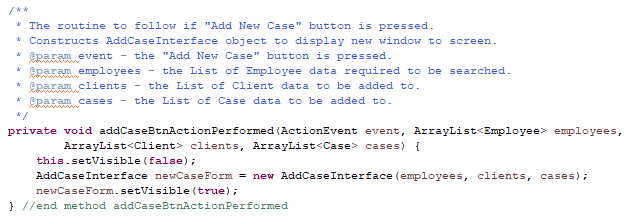 /**
 * The routine to follow if "Add New Case" button is pressed.
 * Constructs AddCaseInterface object to display new window to screen.
 * @param event - the "Add New Case" button is pressed.
 * @param employees - the List of Employee data required to be searched.
 * @param clients - the List of Client data to be added to.
 * @param cases - the List of Case data to be added to.
 */
private void addCaseBtnActionPerformed(ActionEvent event, ArrayList<Employee> employees,
        ArrayList<Client> clients, ArrayList<Case> cases) {
    this.setVisible(false);
    AddCaseInterface newCaseForm = new AddCaseInterface(employees, clients, cases);
    newCaseForm.setVisible(true);
} //end method addCaseBtnActionPerformed